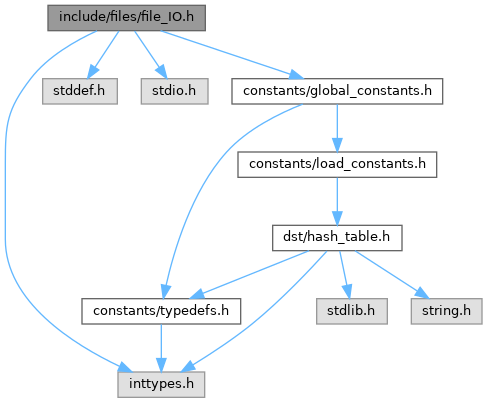 include/files/file_IO.h
stddef.h
stdio.h
constants/global_constants.h
constants/load_constants.h
dst/hash_table.h
constants/typedefs.h
stdlib.h
string.h
inttypes.h